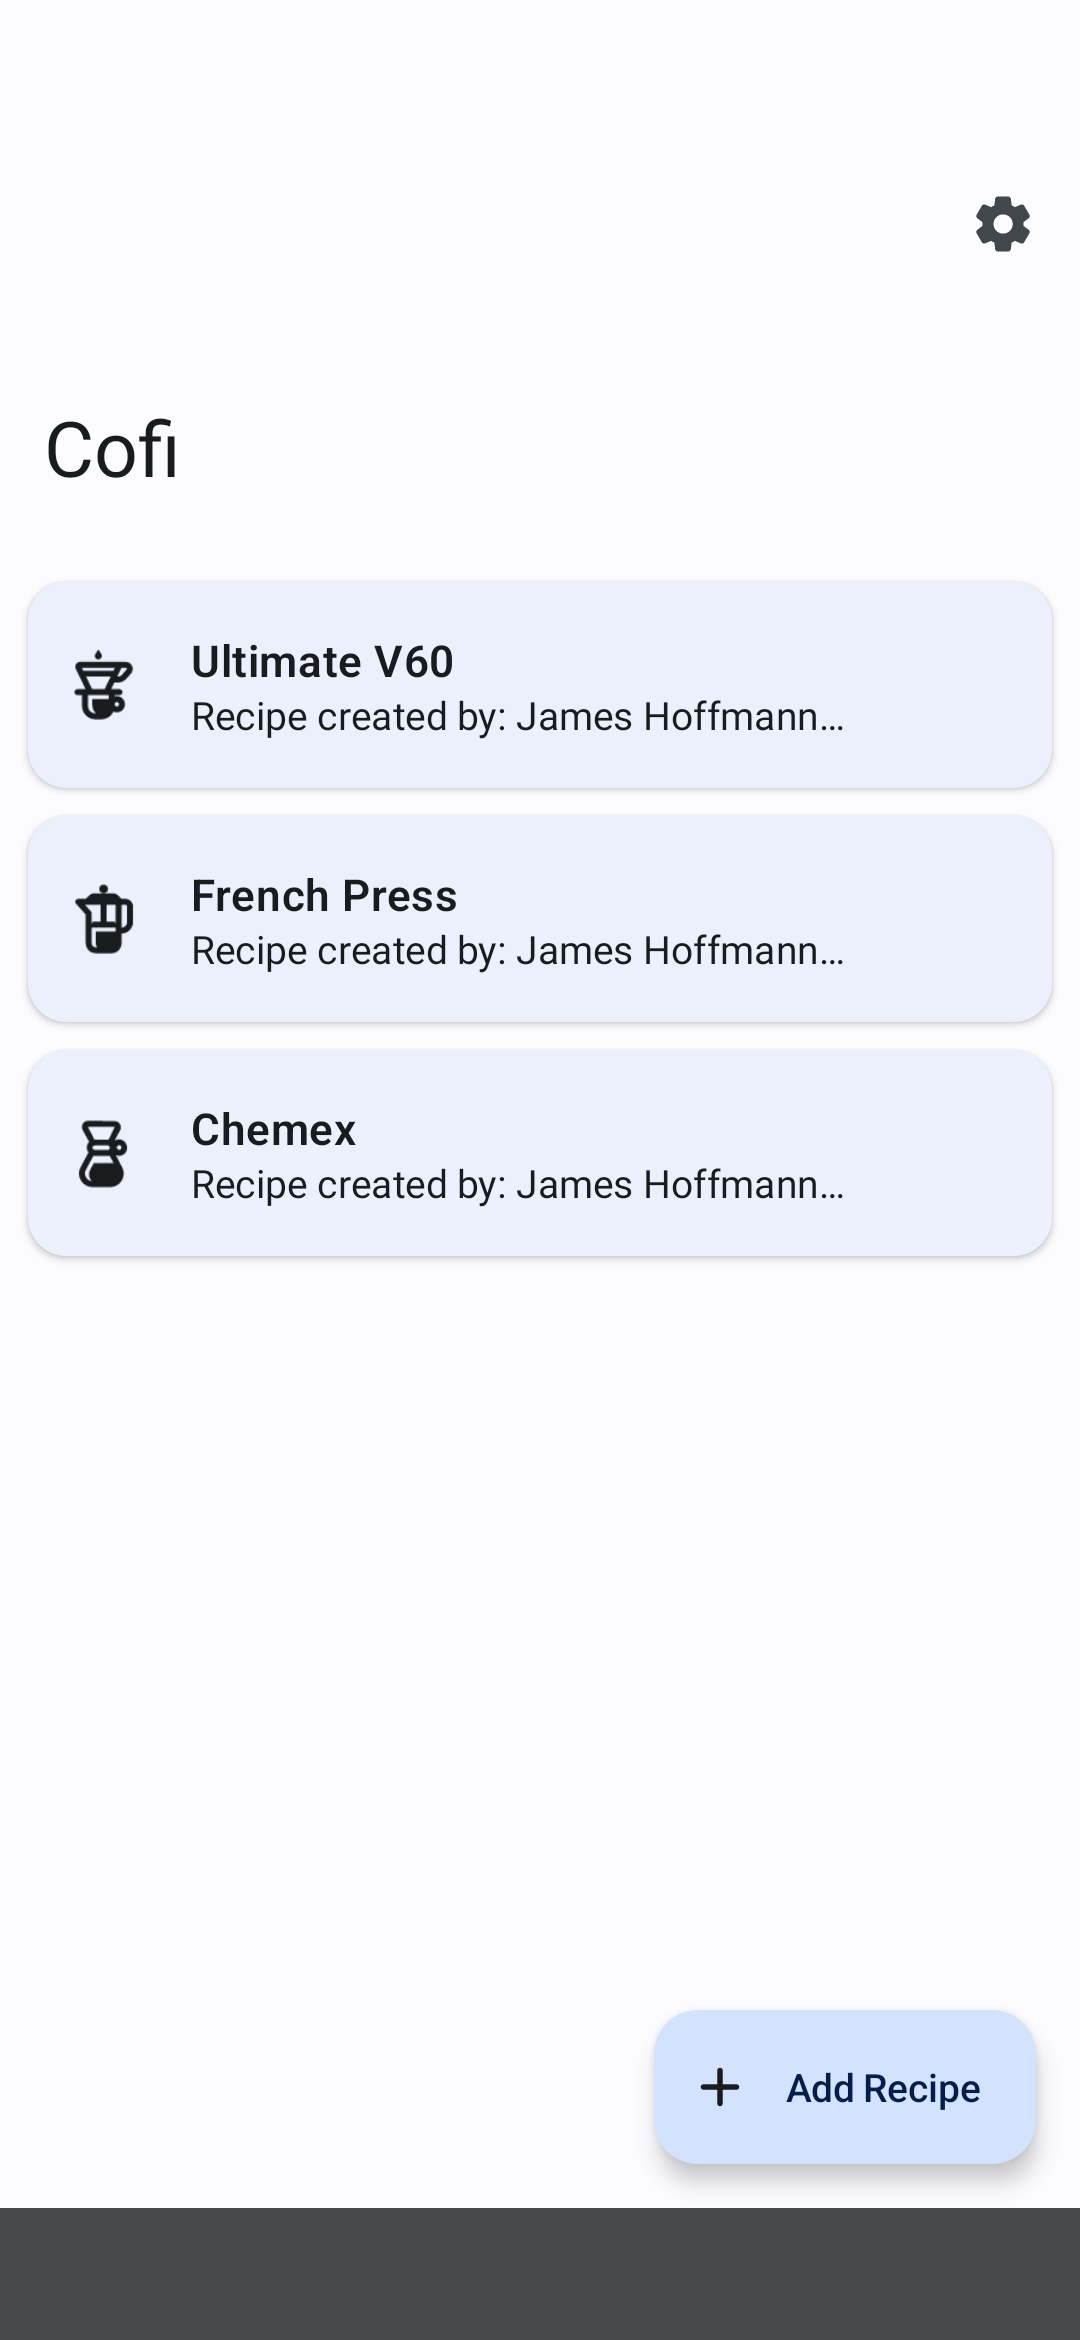 Cofi
Ultimate V60
Recipe created by: James Hoffmann...
French Press
Recipe created by: James Hoffmann...
Chemex
Recipe created by: James Hoffmann...
Add Recipe